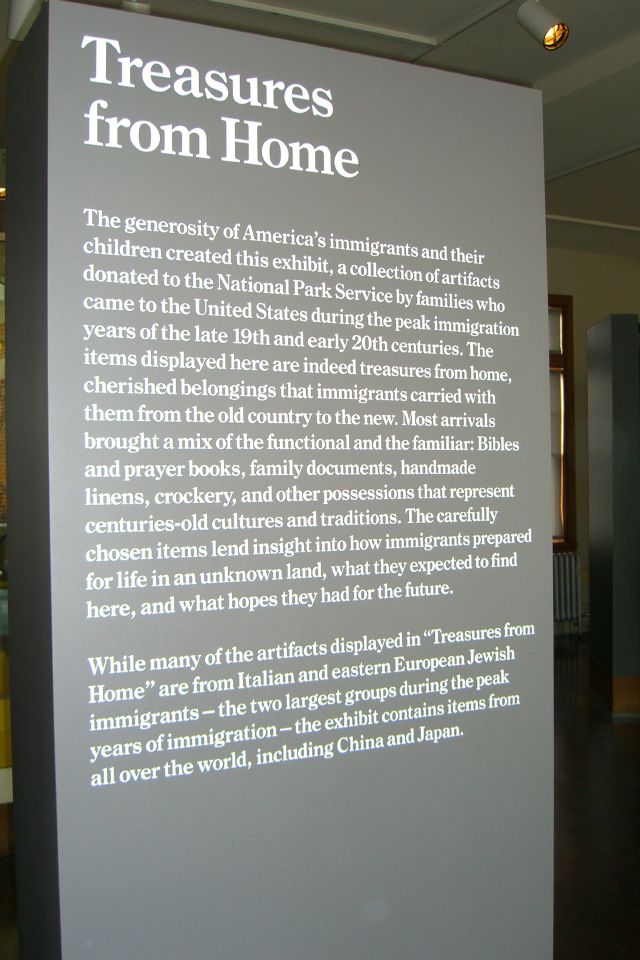 Treasures
from Home
The generosity of America's immigrants and their
children created this exhibit, a collection of artifacts
donated to the National Park Service by families who
came to the United States during the peak immigration
years of the late 19th and early 20th centuries. The
items displayed here are indeed treasures from home,
cherished belongings that immigrants carried with
them from the old country to the new. Most arrivals
brought a mix of the functional and the familiar: Bibles
and prayer books, family documents, handmade
linens, crockery, and other possessions that represent
centuries-old cultures and traditions. The carefully
chosen items lend insight into how immigrants prepared
for life in an unknown land, what they expected to find
here, and what hopes they had for the future.
While many of the artifacts displayed in “Treasures from
Home” are from Italian and eastern European Jewish
immigrants – the two largest groups during the peak
years of immigration – the exhibit contains items from
all over the world, including China and Japan.